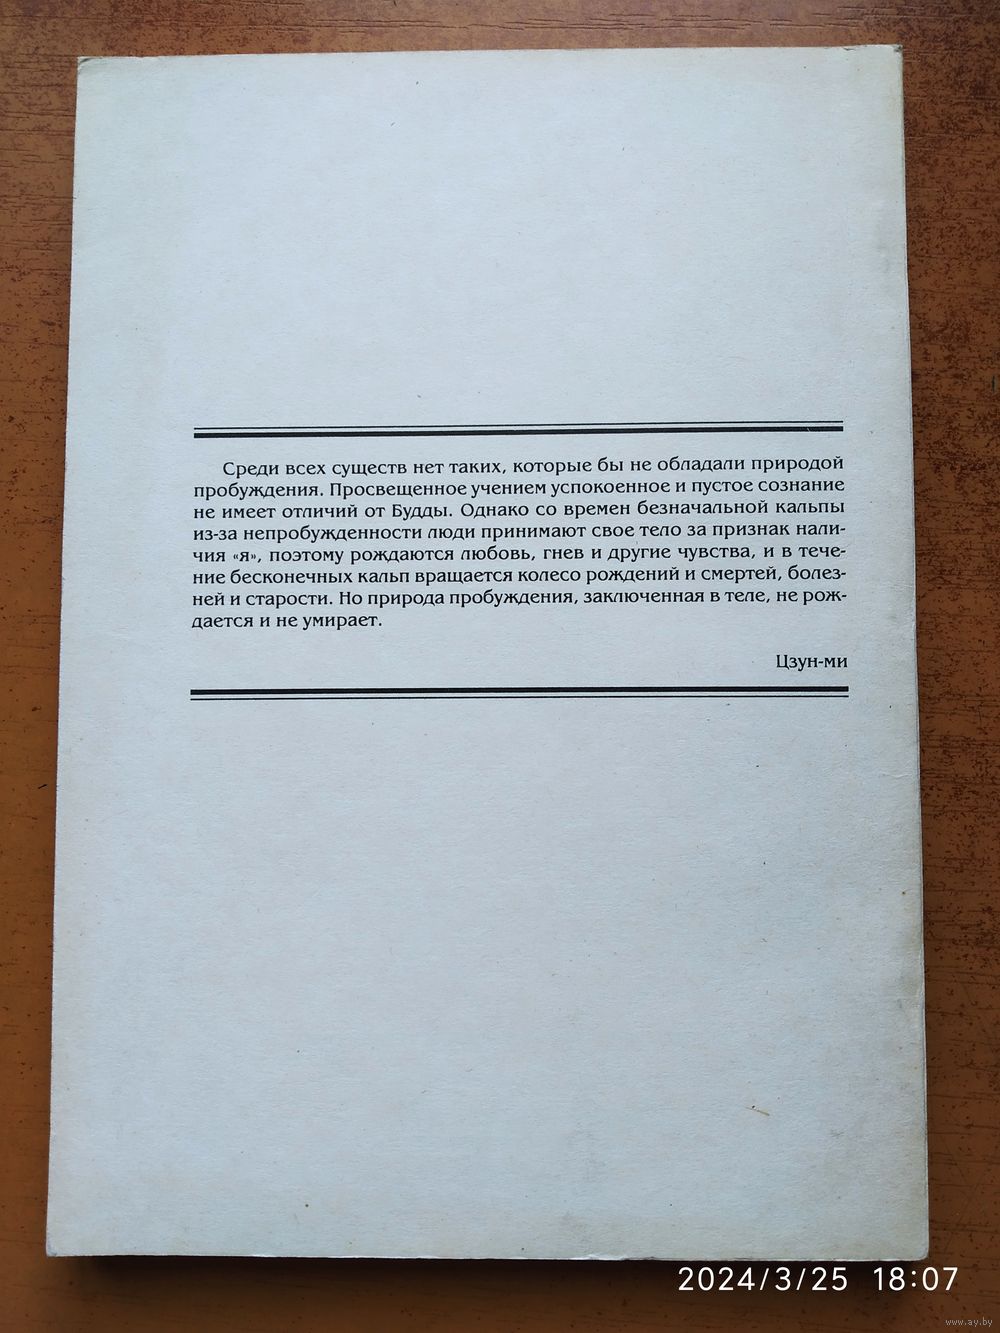 Среди всех существ нет таких, которые бы не обладали природой
пробуждения. Просвещенное учением успокоенное и пустое сознание
не имеет отличий от Будды. Однако со времен безначальной кальпы
из-за непробужденности люди принимают свое тело за признак нали-
чия «я», поэтому рождаются любовь, гнев и другие чувства, и в тече-
ние бесконечных кальп вращается колесо рождений и смертей, болез-
ней и старости. Но природа пробуждения, заключенная в теле, не рож-
дается и не умирает.
Цзун-ми
2024/3/25 18:07
www.ay.by